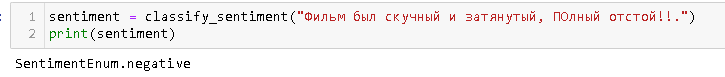 1 sentiment = classify_sentiment("Фильм был скучный и затянутый, ПОлный отстой!!.")
2 print(sentiment)
SentimentEnum.negative